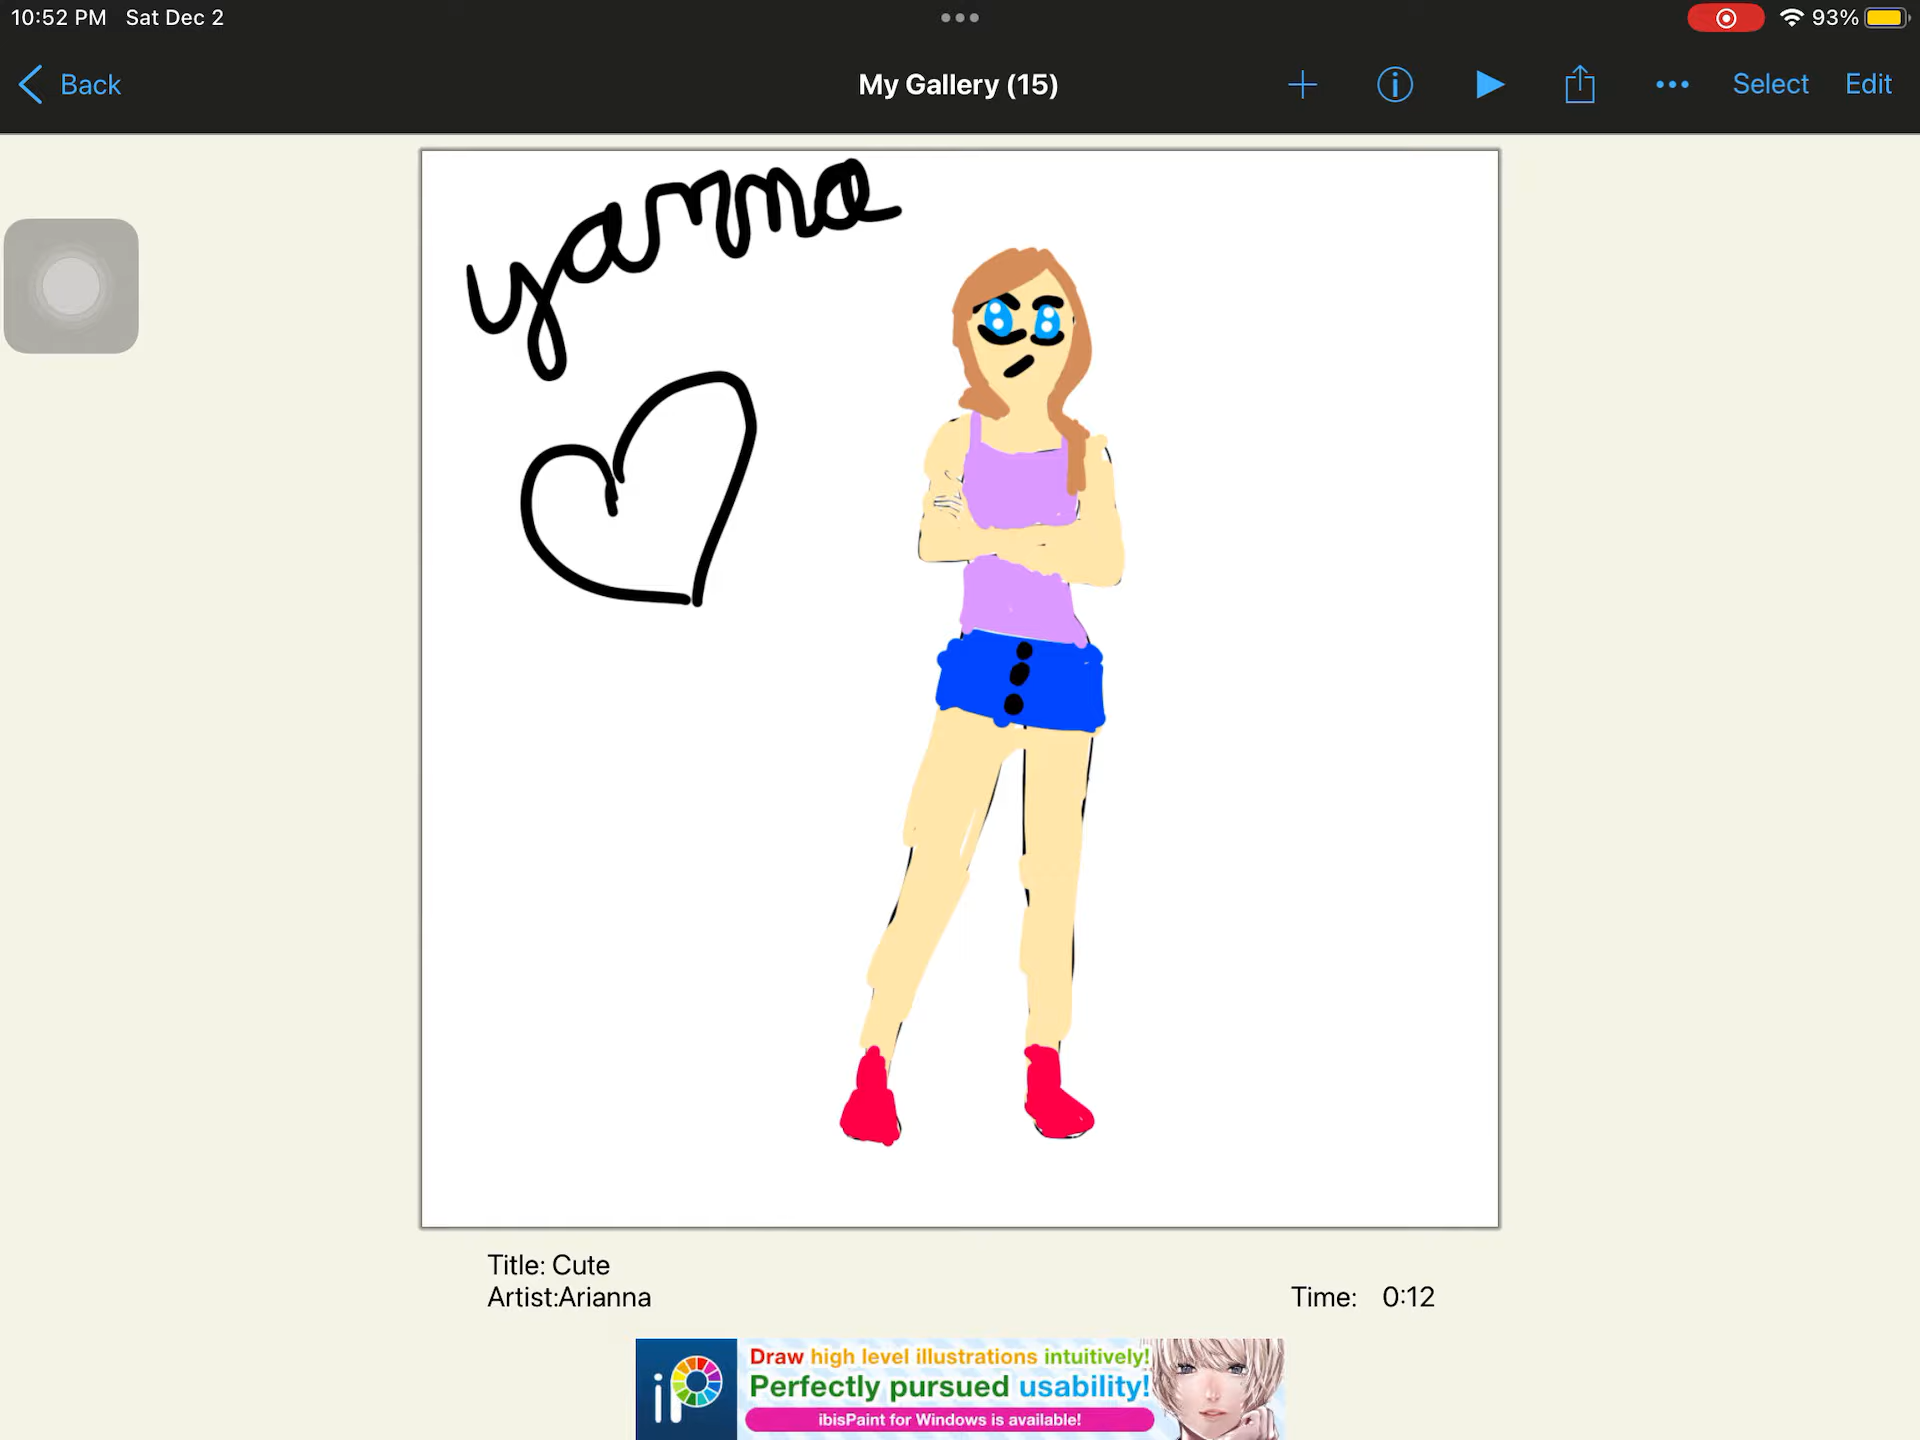 10:52 PM Sat Dec 2
93%
Back
My Gallery (15)
Select
Edit
yanna
Title: Cute
Artist:Arianna
Time: 0:12
iP
Draw high level illustrations intuitively!
Perfectly pursued usability!
ibisPaint for Windows is available!